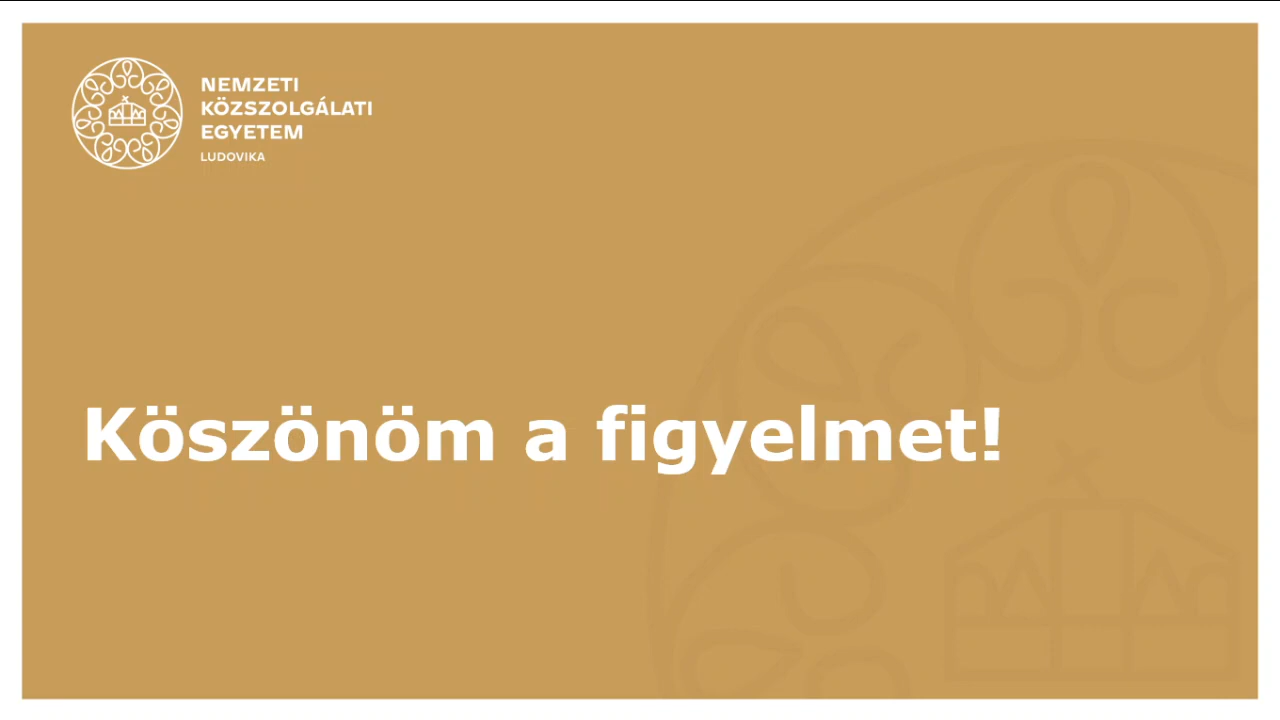 NEMZETI
KÖZSZOLGÁLATI
EGYETEM
LUDOVIKA
Köszönöm a figyelmet!